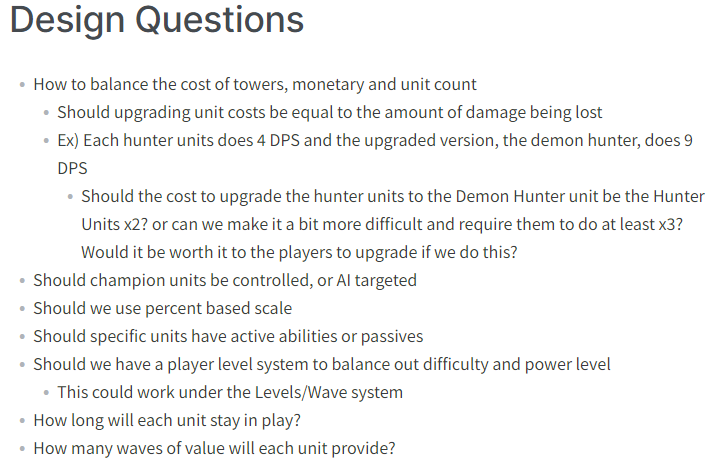 Design Questions
How to balance the cost of towers, monetary and unit count
Should upgrading unit costs be equal to the amount of damage being lost
Ex) Each hunter units does 4 DPS and the upgraded version, the demon hunter, does 9
DPS
Should the cost to upgrade the hunter units to the Demon Hunter unit be the Hunter
Units x2? or can we make it a bit more difficult and require them to do at least x3?
Would it be worth it to the players to upgrade if we do this?
Should champion units be controlled, or AI targeted
Should we use percent based scale
Should specific units have active abilities or passives
Should we have a player level system to balance out difficulty and power level
This could work under the Levels/Wave system
How long will each unit stay in play?
How many waves of value will each unit provide?